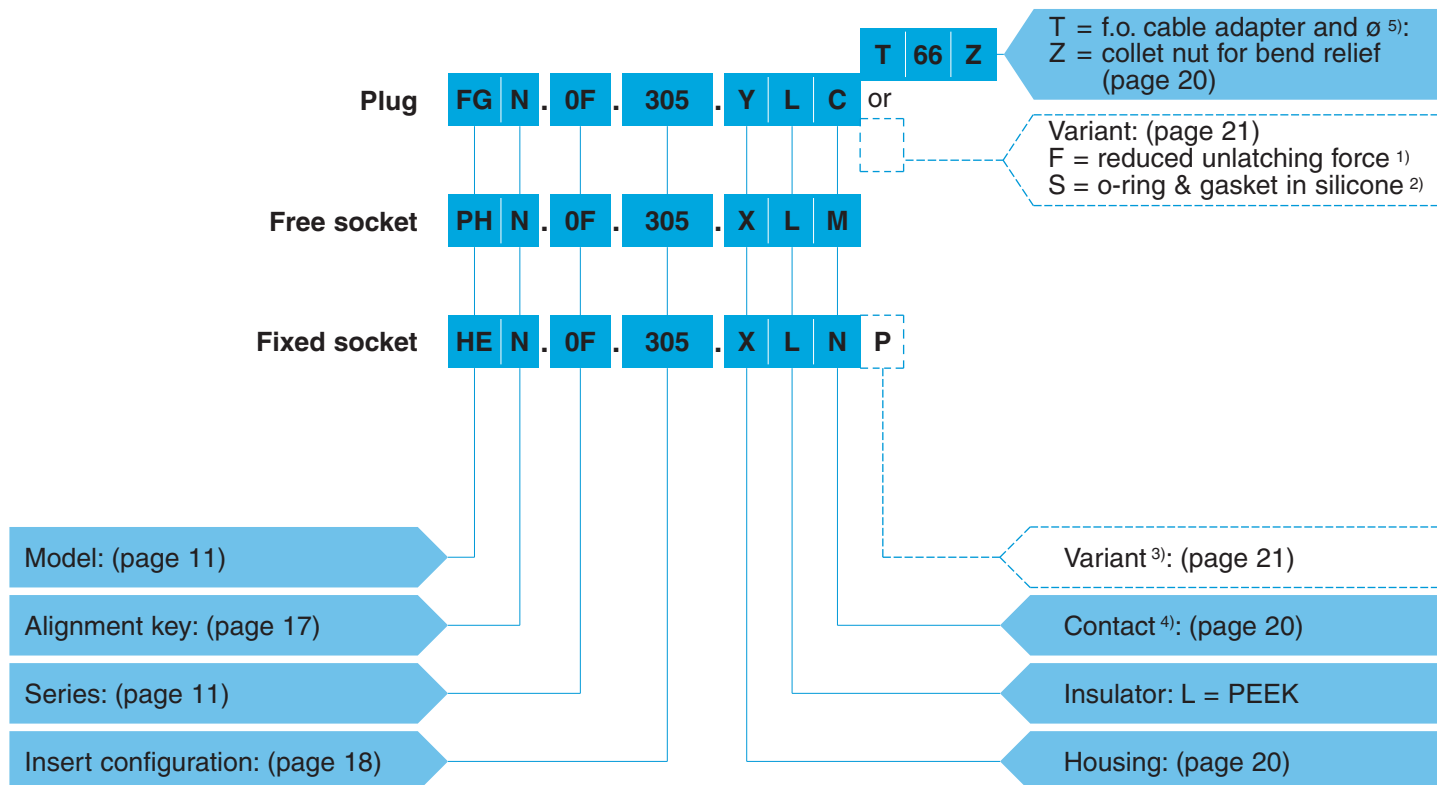 T 66 Z
T = f.o. cable adapter and ø 5):
Z = collet nut for bend relief
(page 20)
Plug FG N . 0F . 305 . Y L C or
Variant: (page 21)
F = reduced unlatching force 1)
S = o-ring & gasket in silicone 2)
Free socket PH N . 0F . 305 . X L M
Fixed socket HE N . 0F . 305 . X L N P
Model: (page 11)
Variant 3): (page 21)
Alignment key: (page 17)
Contact 4): (page 20)
Series: (page 11)
Insulator: L = PEEK
Insert configuration: (page 18)
Housing: (page 20)